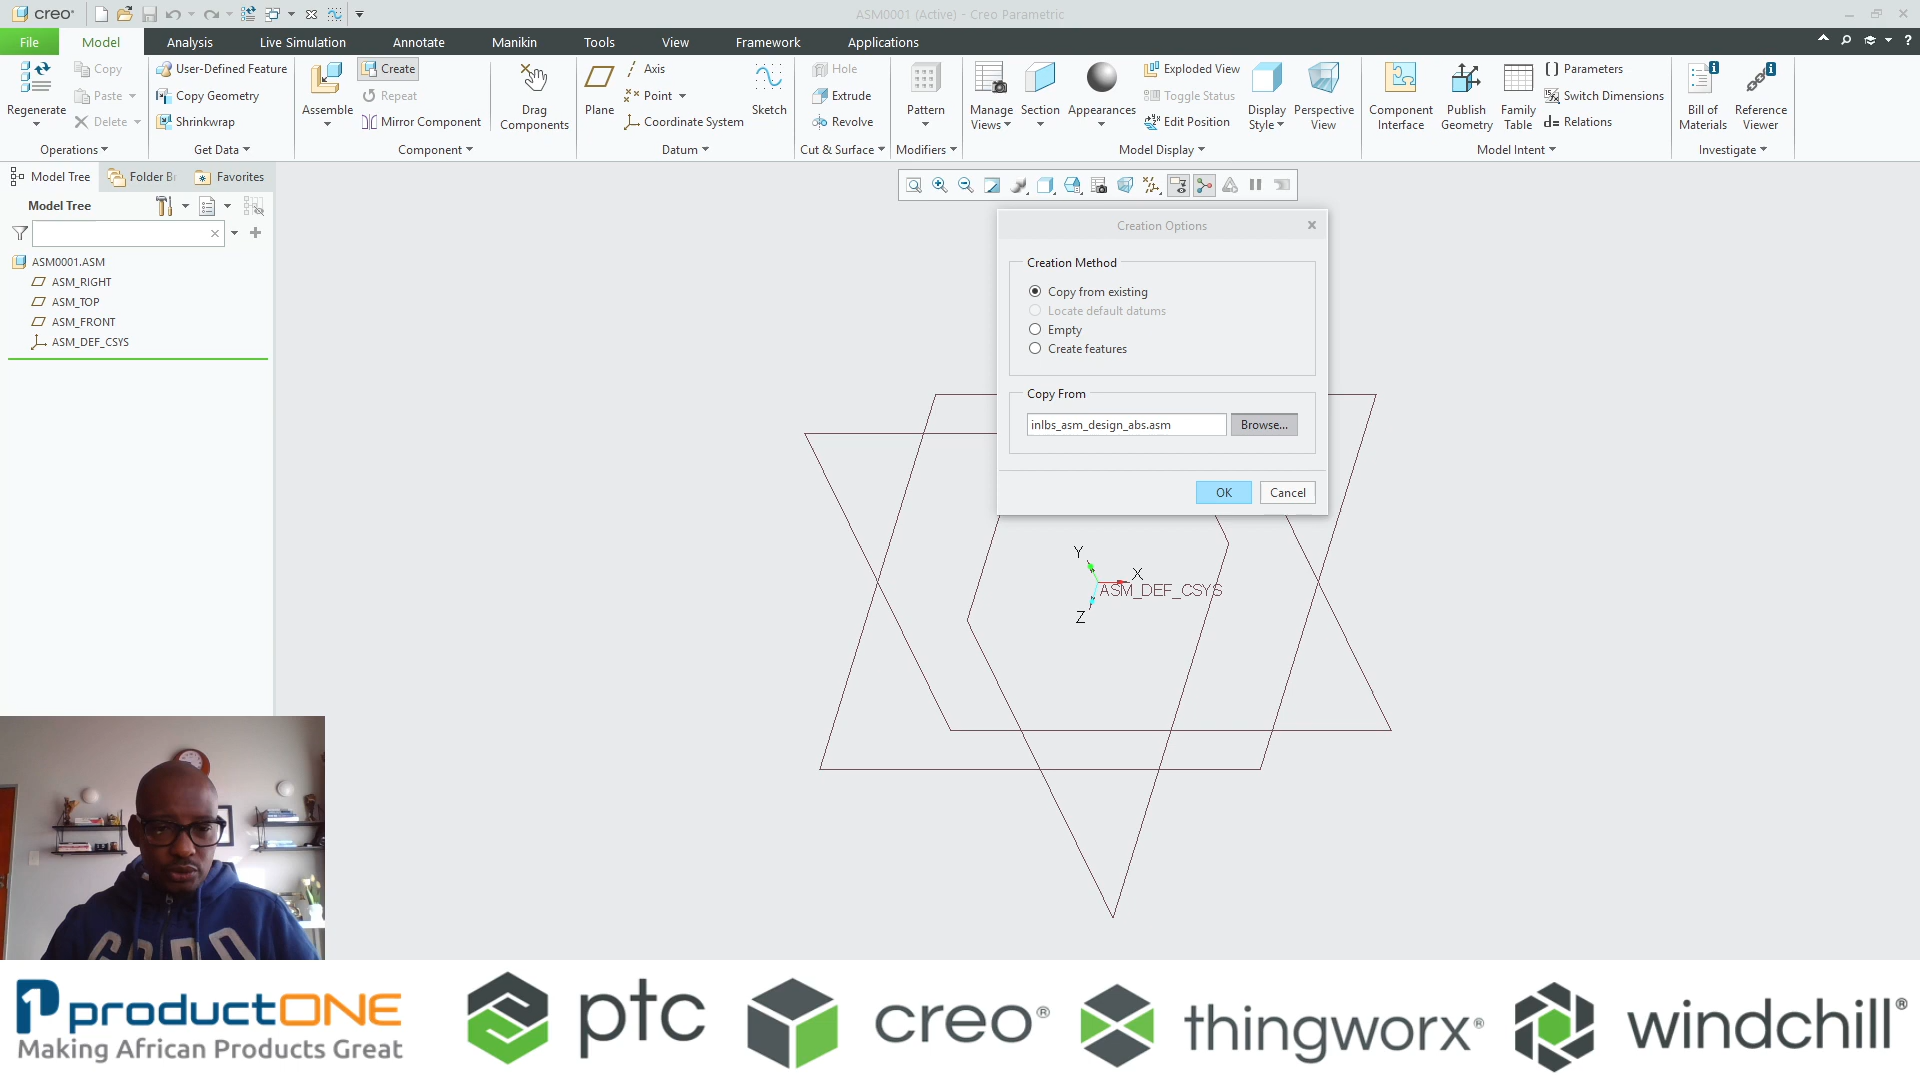 creo®
ASM0001 (Active) - Creo Parametric
File
Model
Analysis
Live Simulation
Annotate
Manikin
Tools
View
Framework
Applications
Regenerate
Copy
Paste
Delete
Operations
User-Defined Feature
Copy Geometry
Shrinkwrap
Get Data
Assemble
Create
Repeat
Mirror Component
Drag Components
Component
Plane
Axis
Point
Coordinate System
Sketch
Datum
Hole
Extrude
Revolve
Cut & Surface
Pattern
Modifiers
Manage Views
Section
Appearances
Exploded View
Toggle Status
Edit Position
Display Style
Perspective View
Model Display
Component Interface
Publish Geometry
Family Table
Parameters
Switch Dimensions
Relations
Model Intent
Bill of Materials
Reference Viewer
Investigate
Model Tree
Folder Br
Favorites
Model Tree
ASM0001.ASM
ASM_RIGHT
ASM_TOP
ASM_FRONT
ASM_DEF_CSYS
Creation Options
Creation Method
Copy from existing
Locate default datums
Empty
Create features
Copy From
inlbs_asm_design_abs.asm
Browse...
OK
Cancel
Y
X
ASM_DEF_CSYS
Z
productONE
Making African Products Great
ptc
creo®
thingworx®
windchill®